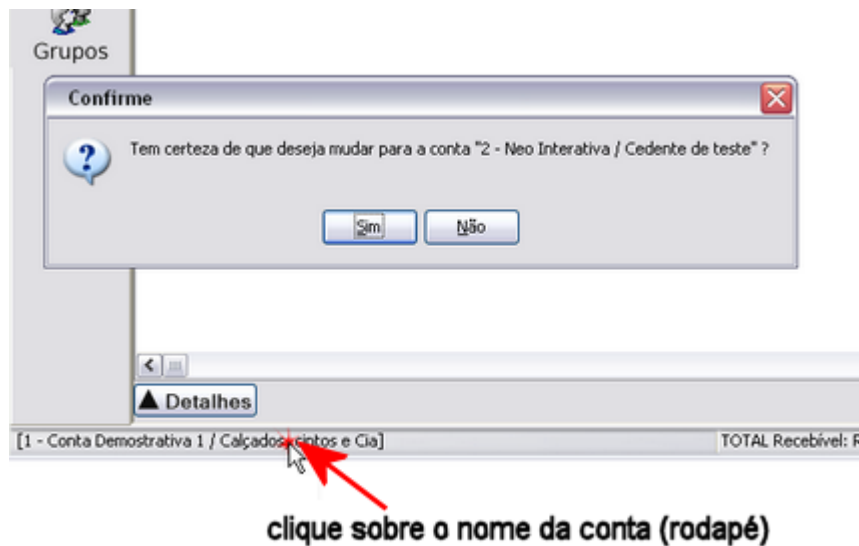 Grupos
Confirme
Tem certeza de que deseja mudar para a conta "2 - Neo Interativa / Cedente de teste" ?
Sim Não
Detalhes
[1 - Conta Demostrativa 1 / Calçados, cintos e Cia] TOTAL Recebível: R
clique sobre o nome da conta (rodapé)